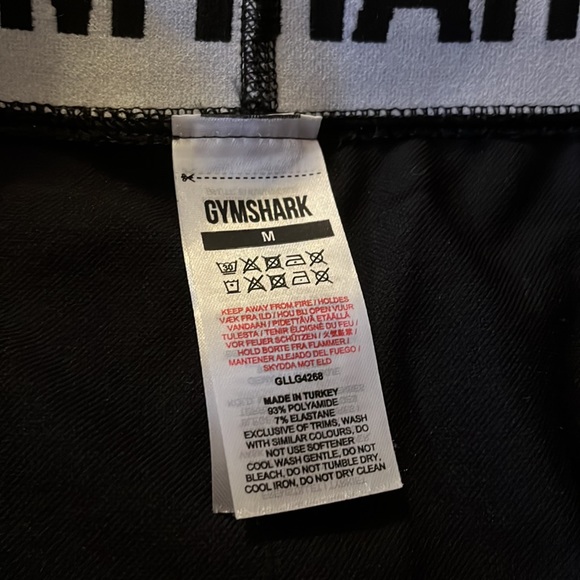 GYMSHARK
M
30
KEEP AWAY FROM FIRE / HOLDES
VÆK FRA ILD / HOU BIJ OPEN VUUR
VANDAAN / PIDETTÄVÄ ETÄÄLLÄ
TULESTA / TENIR ÉLOIGNÉ DU FEU /
VOR FEUER SCHÜTZEN /
HOLD BORTE FRA FLAMMER /
MANTENER ALEJADO DEL FUEGO /
SKYDDA MOT ELD
GLLG4266
MADE IN TURKEY
93% POLYAMIDE
7% ELASTANE
EXCLUSIVE OF TRIMS, WASH
WITH SIMILAR COLOURS, DO
NOT USE SOFTENER
COOL WASH GENTLE, DO NOT
BLEACH, DO NOT TUMBLE DRY,
COOL IRON, DO NOT DRY CLEAN